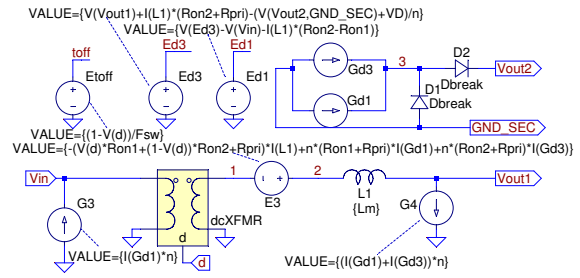 VALUE={V(Vout1)+I(L1)*(Ron2+Rpri)-(V(Vout2,GND_SEC)+VD)/n}
VALUE={V(Ed3)-V(Vin)-I(L1)*(Ron2-Ron1)}
toff
Ed3
Ed1
Etoff
Ed3
Ed1
Gd3
Gd1
3
D2
Dbreak
Vout2
D1
Dbreak
GND_SEC
VALUE={(1-V(d))/Fsw}
VALUE={-(V(d)*Ron1+(1-V(d))*Ron2+Rpri)*I(L1)+n*(Ron1+Rpri)*I(Gd1)+n*(Ron2+Rpri)*I(Gd3)}
Vin
1
2
Vout1
G3
dcXFMR
d
E3
L1
{Lm}
G4
d
VALUE={I(Gd1)*n}
VALUE={(I(Gd1)+I(Gd3))*n}